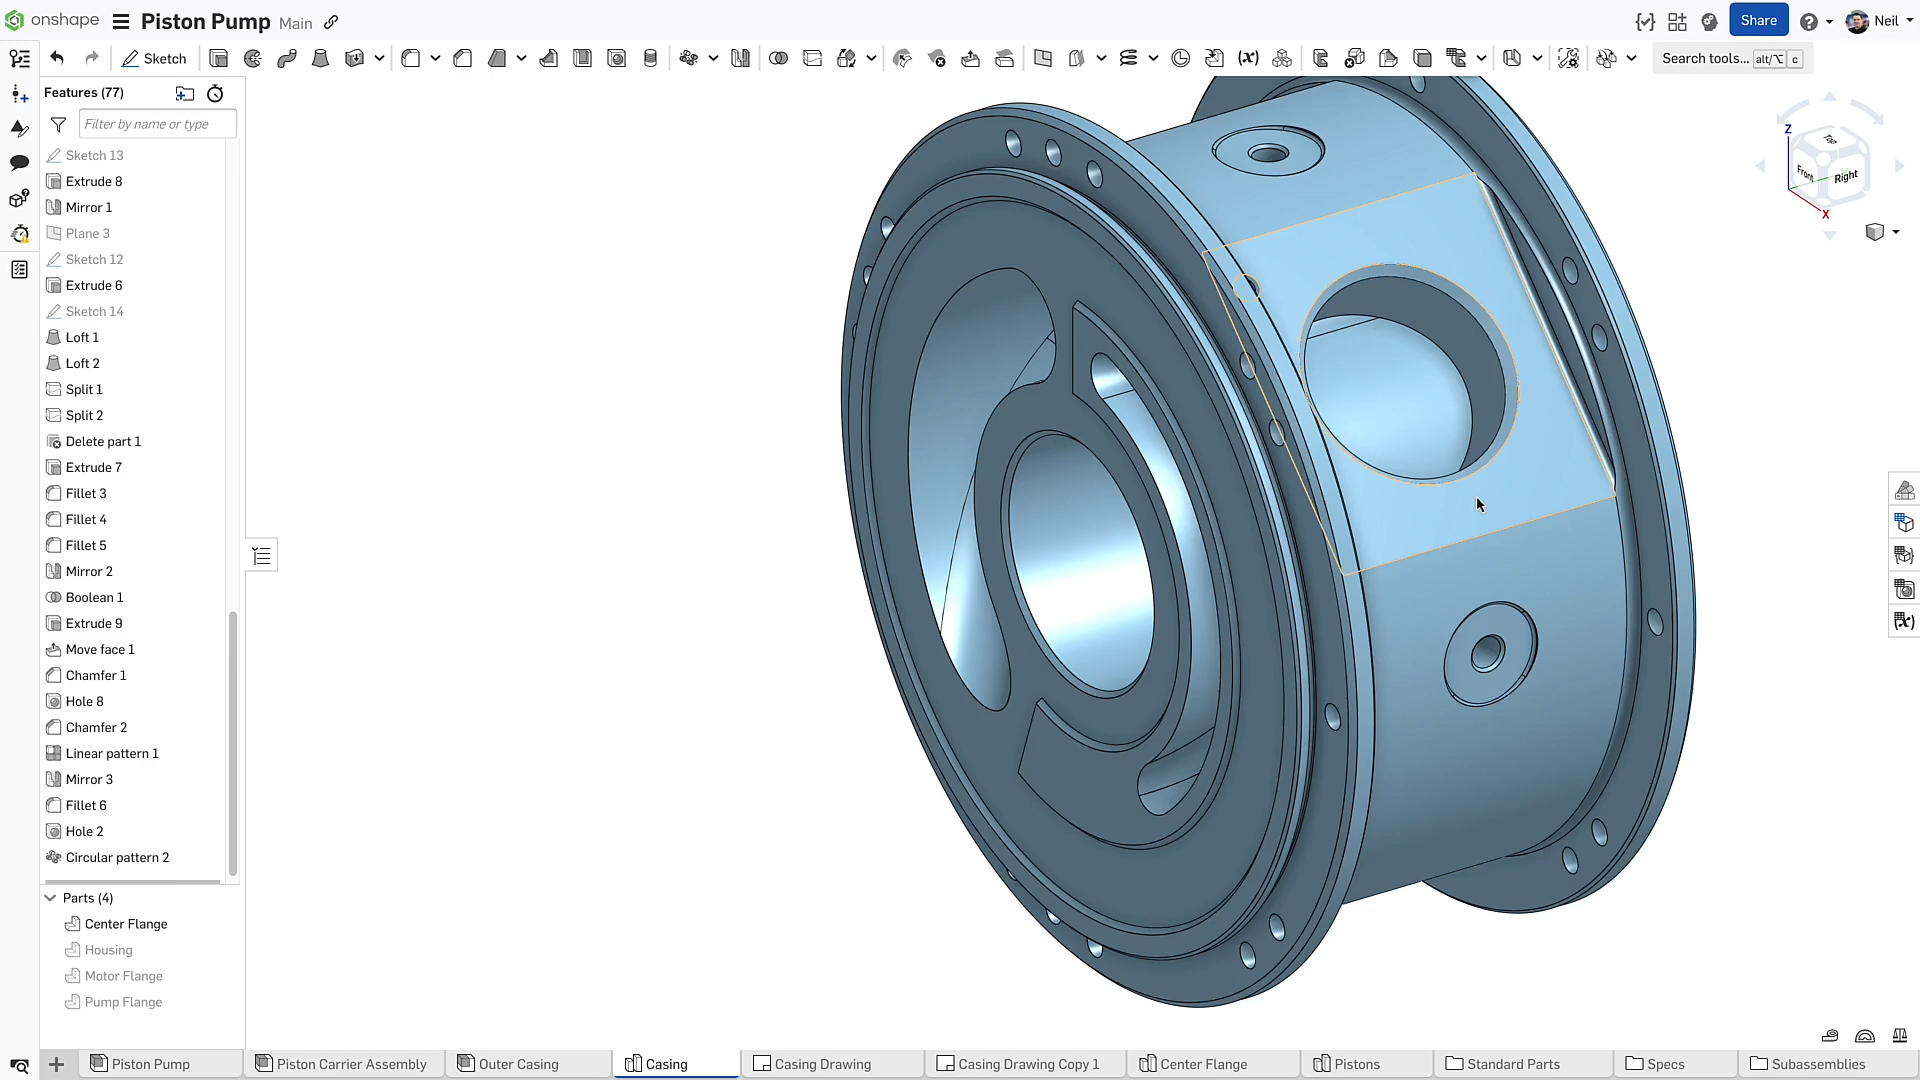 onshape
Piston Pump Main
Share
Neil
Sketch
Search tools... alt/⌥ c
Features (77)
Filter by name or type
Sketch 13
Extrude 8
Mirror 1
Plane 3
Sketch 12
Extrude 6
Sketch 14
Loft 1
Loft 2
Split 1
Split 2
Delete part 1
Extrude 7
Fillet 3
Fillet 4
Fillet 5
Mirror 2
Boolean 1
Extrude 9
Move face 1
Chamfer 1
Hole 8
Chamfer 2
Linear pattern 1
Mirror 3
Fillet 6
Hole 2
Circular pattern 2
Parts (4)
Center Flange
Housing
Motor Flange
Pump Flange
Z
Top
Front
Right
X
(x)
(x)
Piston Pump
Piston Carrier Assembly
Outer Casing
Casing
Casing Drawing
Casing Drawing Copy 1
Center Flange
Pistons
Standard Parts
Specs
Subassemblies